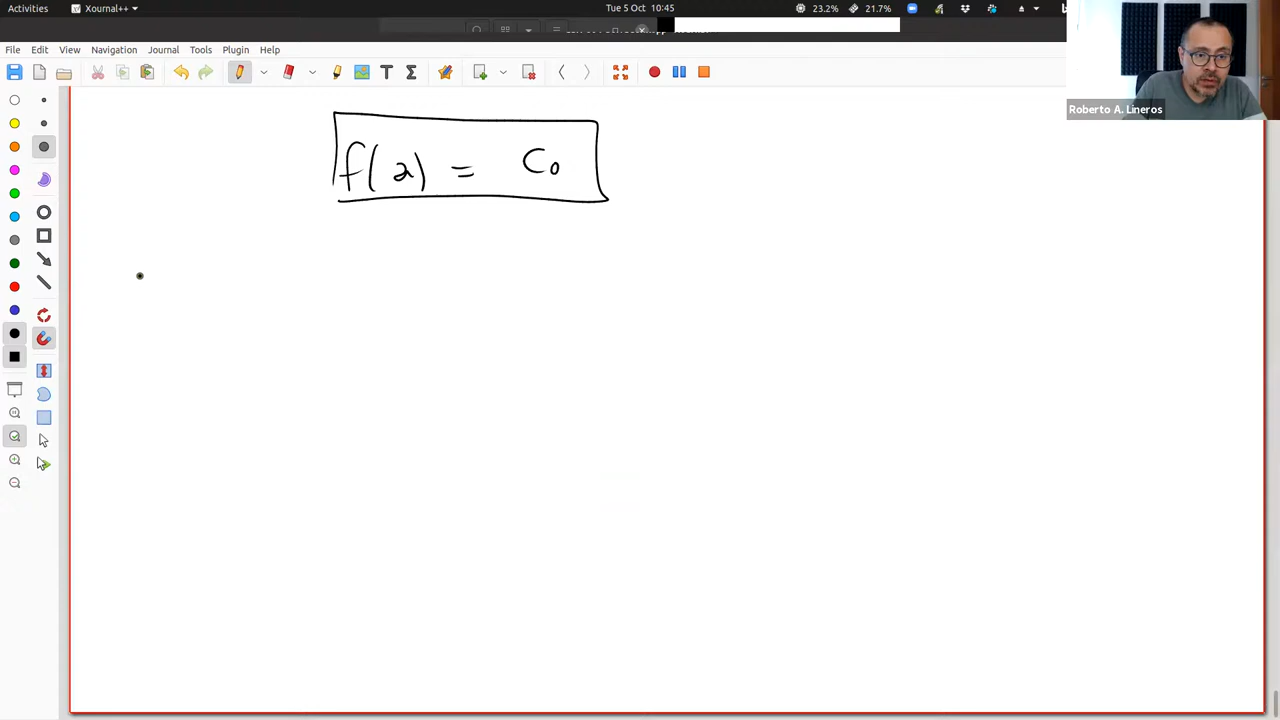 Activities
Xournal++
Tue 5 Oct 10:45
23.2%
21.7%
File Edit View Navigation Journal Tools Plugin Help
Roberto A. Lineros
f(2) = C₀